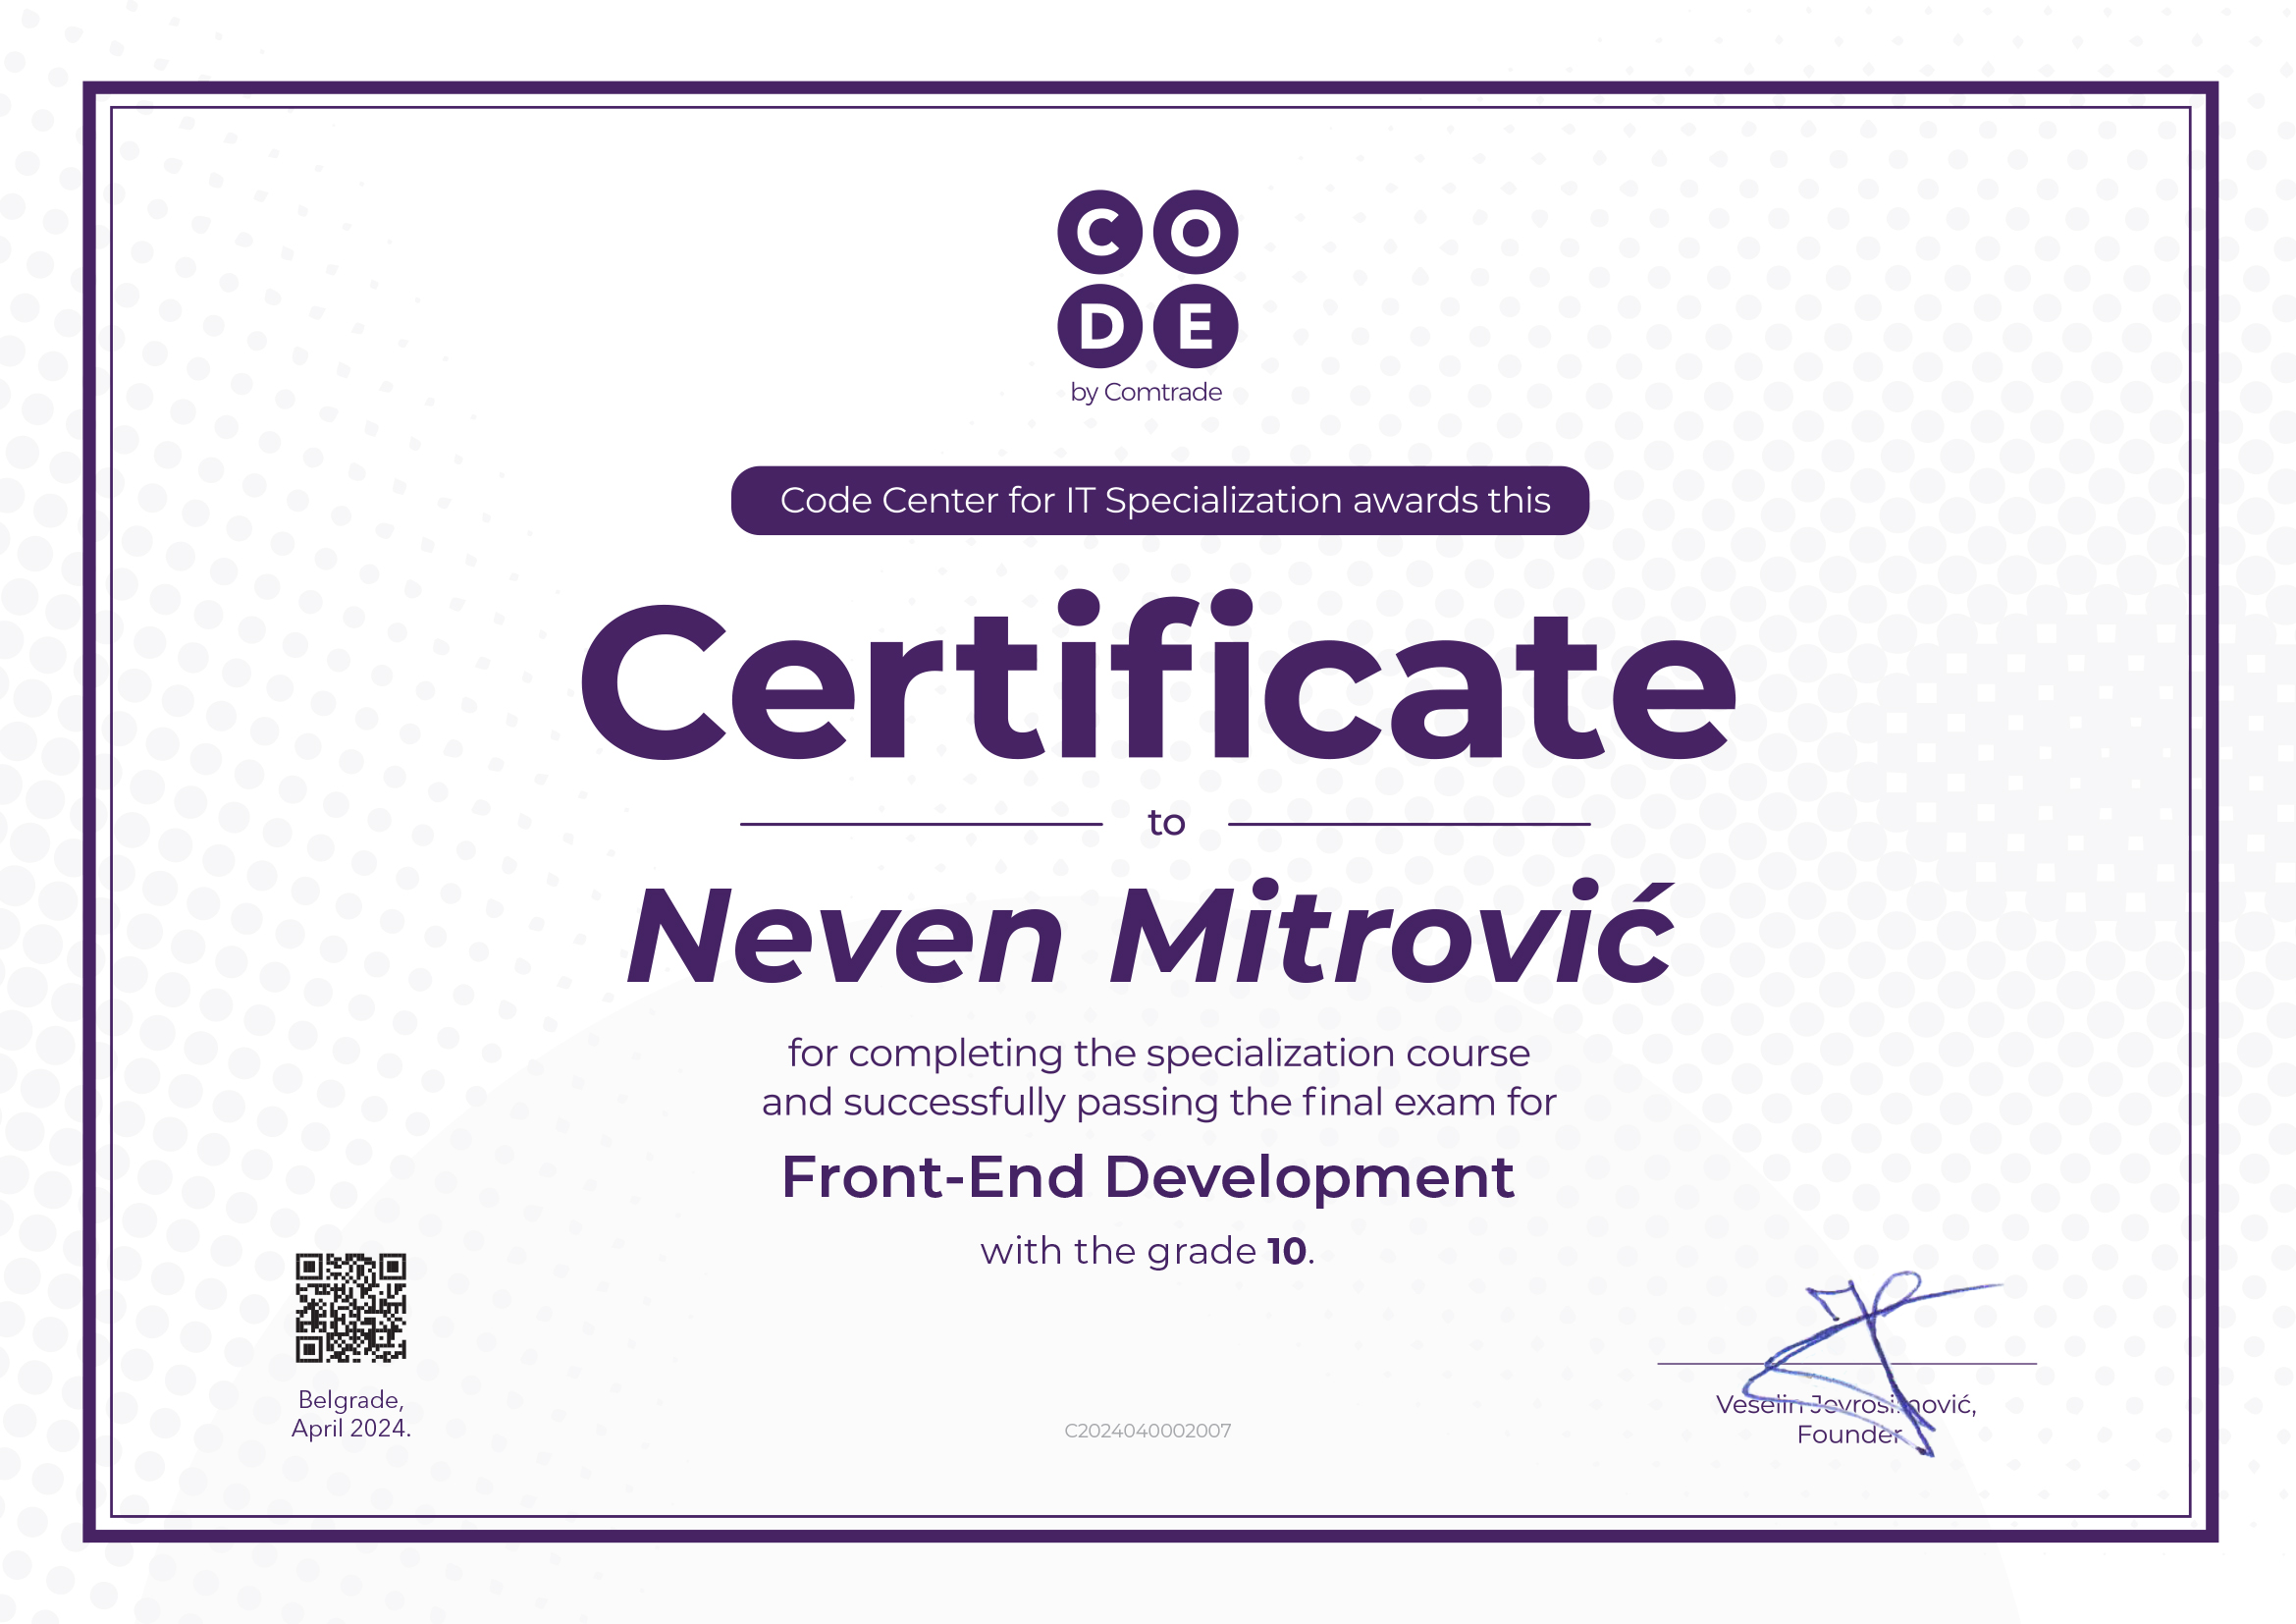 CO
DE
by Comtrade
Code Center for IT Specialization awards this
Certificate
to
Neven Mitrović
for completing the specialization course
and successfully passing the final exam for
Front-End Development
with the grade 10.
Belgrade,
April 2024.
C2024040002007
Veselin Jevrosimović,
Founder